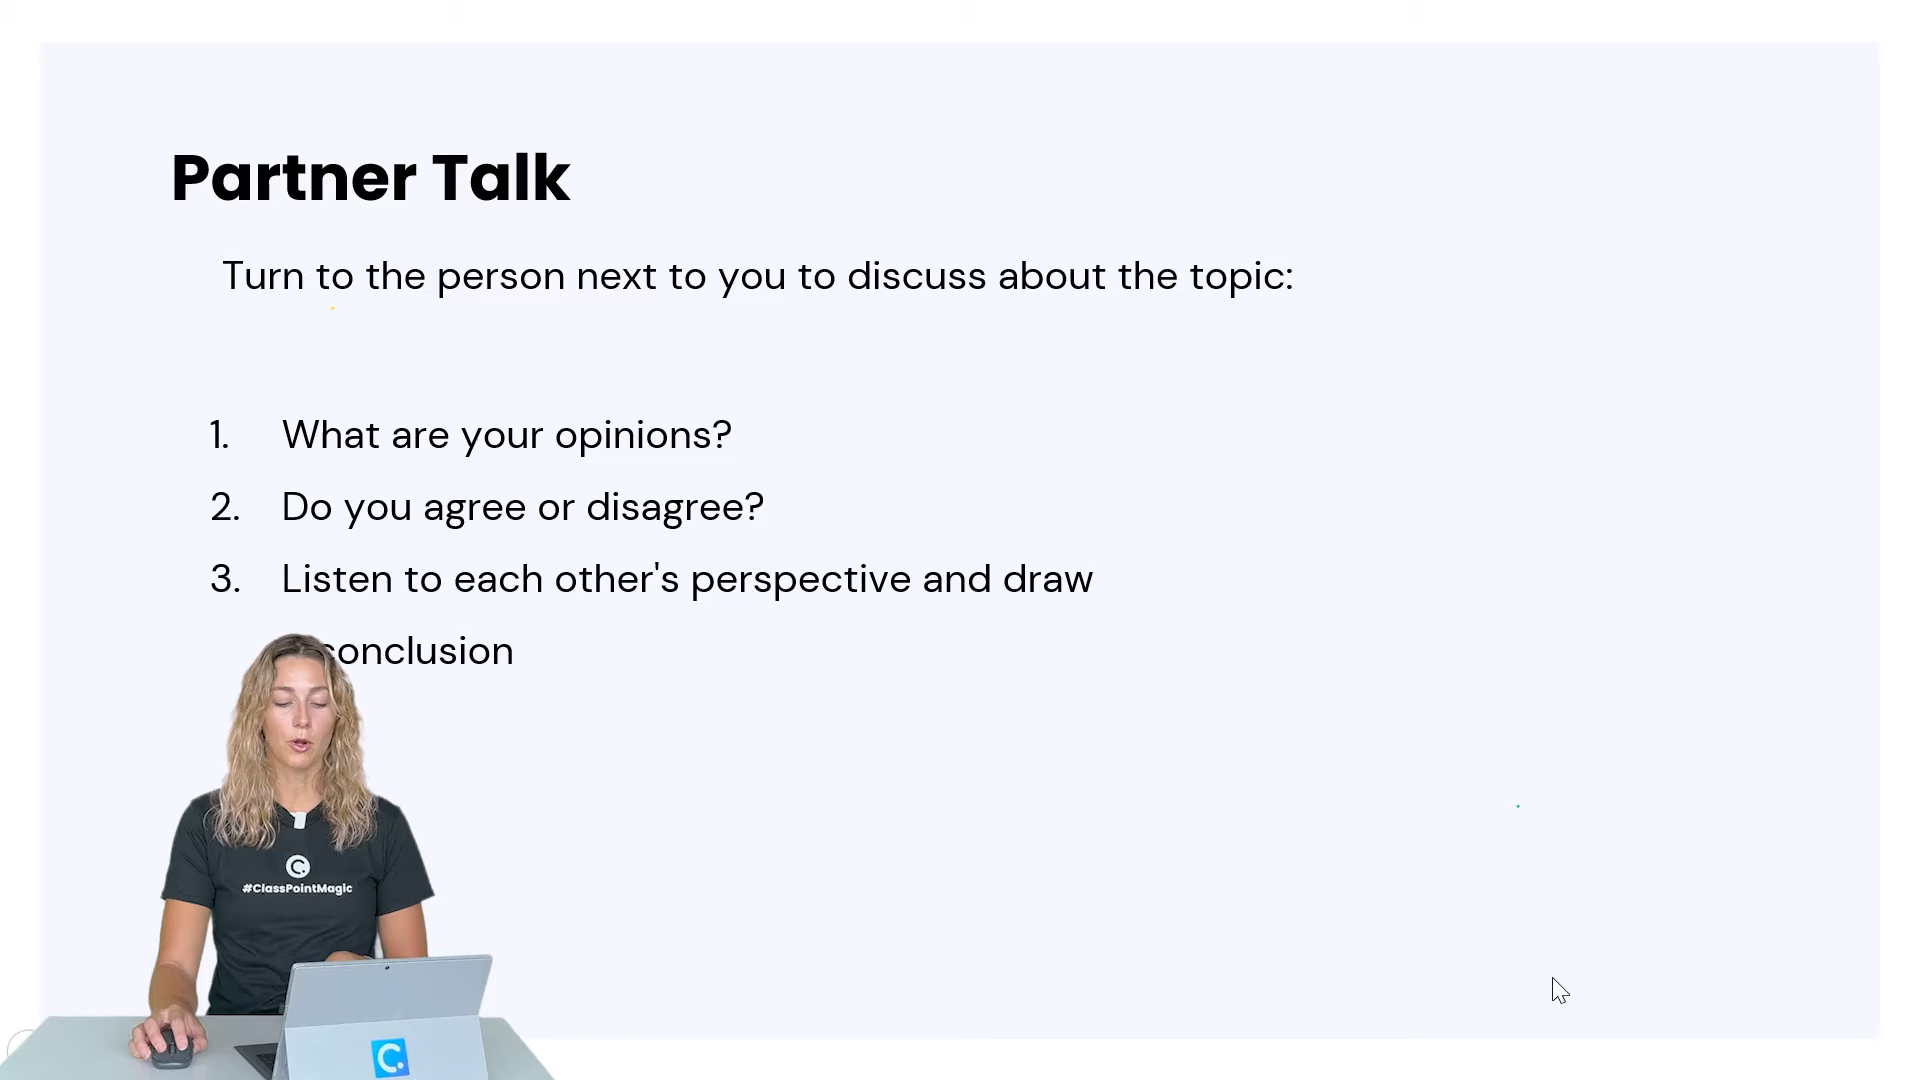 Partner Talk
Turn to the person next to you to discuss about the topic:
1. What are your opinions?
2. Do you agree or disagree?
3. Listen to each other's perspective and draw
conclusion
C.
#ClassPointMagic
C.